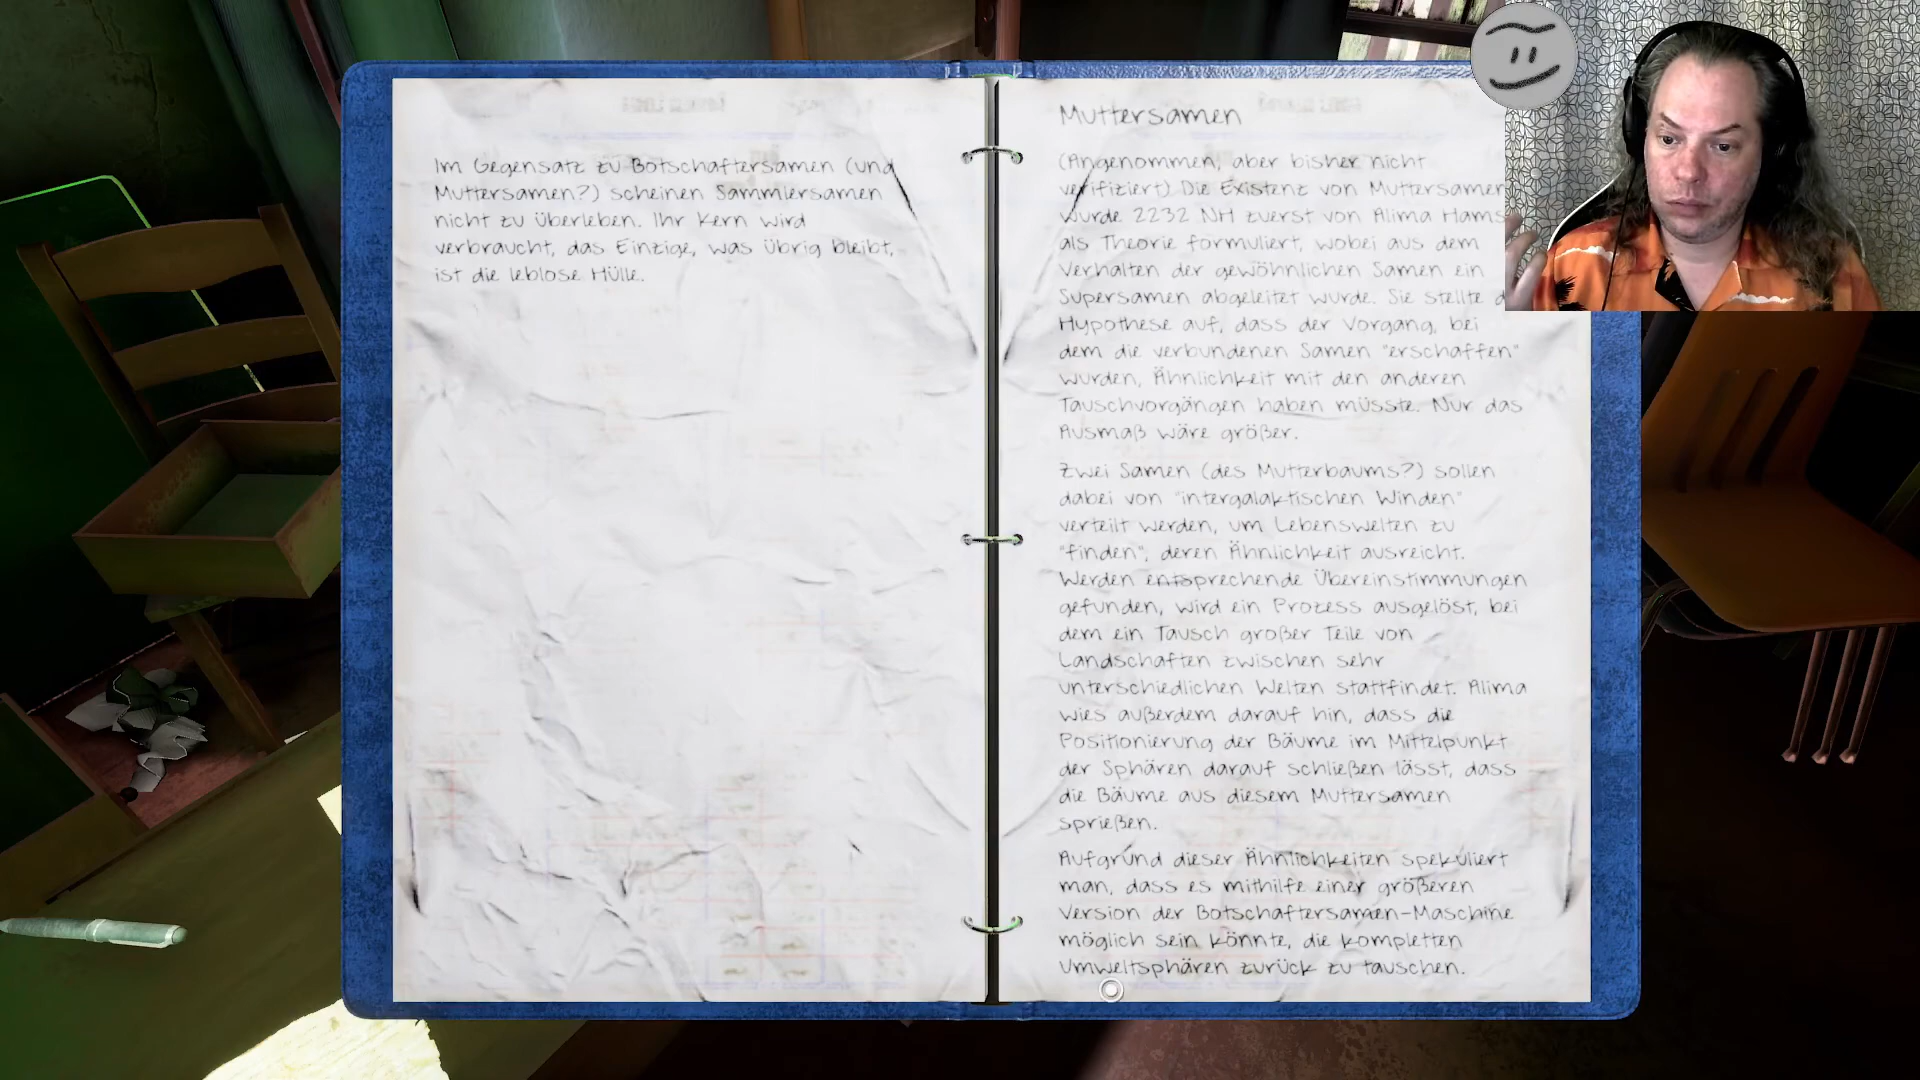 Im Gegensatz zu Botschaftersamen (und
Muttersamen?) scheinen Sammlersamen
nicht zu überleben. Ihr Kern wird
verbraucht, das Einzige, was übrig bleibt,
ist die leblose Hülle.
Muttersamen
(Angenommen, aber bisher nicht
verifiziert) Die Existenz von Muttersamen
wurde 2232 NH zuerst von Alima Hams
als Theorie formuliert, wobei aus dem
Verhalten der gewöhnlichen Samen ein
Supersamen abgeleitet wurde. Sie stellte d
Hypothese auf, dass der Vorgang, bei
dem die verbundenen Samen "erschaffen"
wurden, Ähnlichkeit mit den anderen
Tauschvorgängen haben müsste. Nur das
Ausmaß wäre größer.
Zwei Samen (des Mutterbaums?) sollen
dabei von "intergalaktischen Winden"
verteilt werden, um Lebenswelten zu
"finden", deren Ähnlichkeit ausreicht.
Werden entsprechende Übereinstimmungen
gefunden, wird ein Prozess ausgelöst, bei
dem ein Tausch großer Teile von
Landschaften zwischen sehr
unterschiedlichen Welten stattfindet. Alima
wies außerdem darauf hin, dass die
Positionierung der Bäume im Mittelpunkt
der Sphären darauf schließen lässt, dass
die Bäume aus diesem Muttersamen
sprießen.
Aufgrund dieser Ähnlichkeiten spekuliert
man, dass es mithilfe einer größeren
Version der Botschaftersamen-Maschine
möglich sein könnte, die kompletten
Umweltsphären zurück zu tauschen.